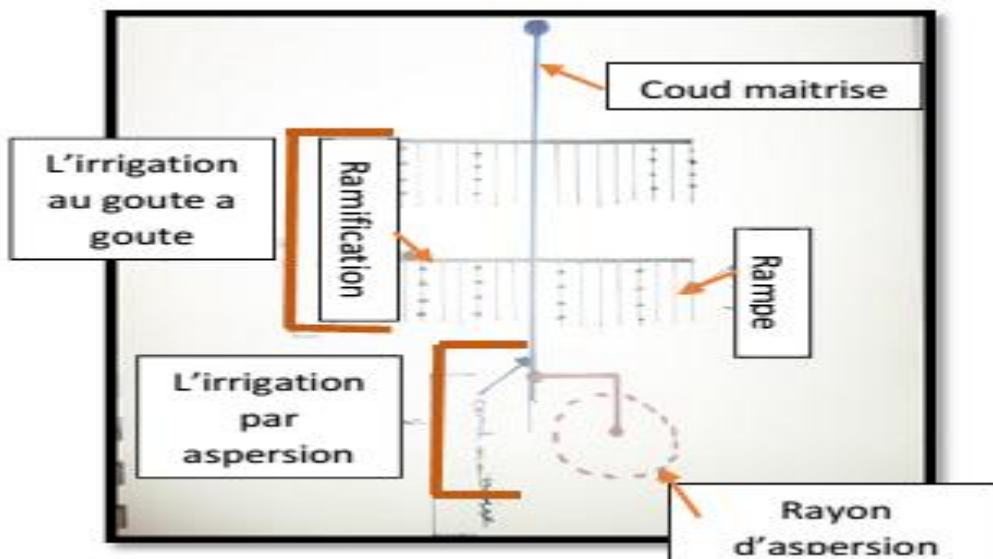 Coud maitrise
L'irrigation
au goute a
goute
Ramification
Rampe
L'irrigation
par
aspersion
Rayon
d'aspersion